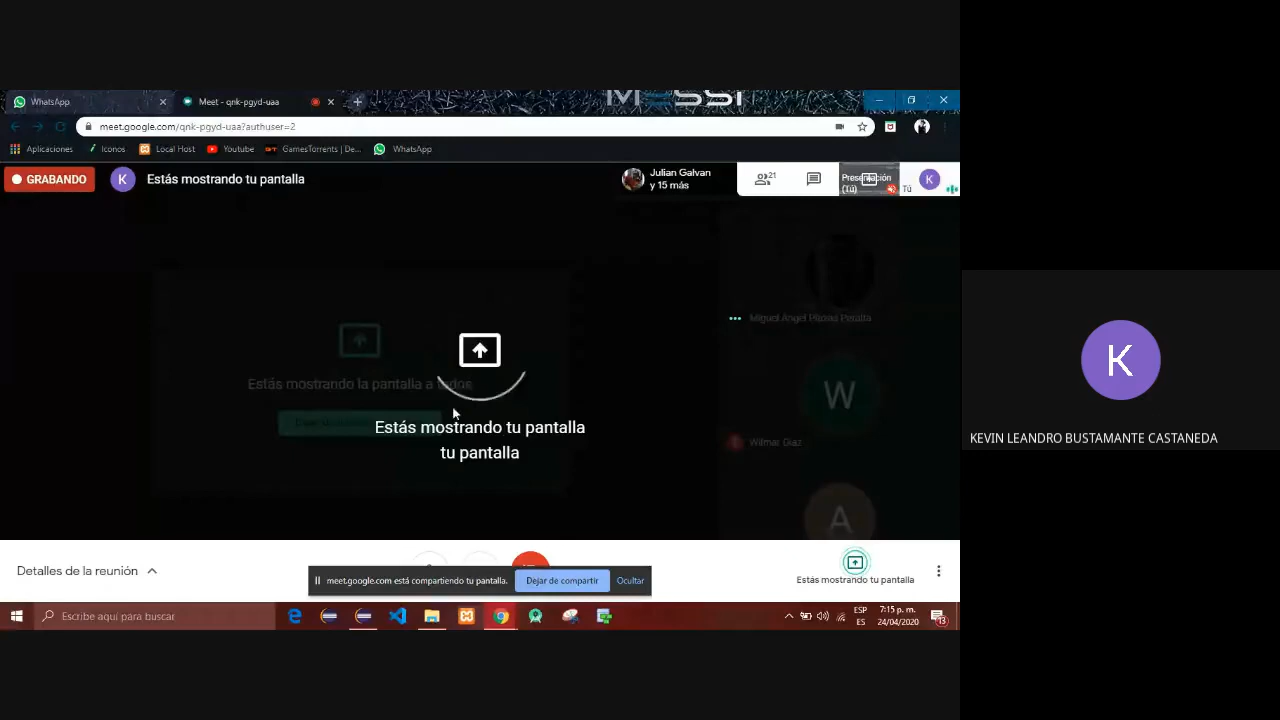 MESSI
WhatsApp
Meet - qnk-pgyd-uaa
meet.google.com/qnk-pgyd-uaa?authuser=2
Aplicaciones
Iconos
Local Host
Youtube
GamesTorrents | De...
WhatsApp
GRABANDO
K
Estás mostrando tu pantalla
Julian Galvan
y 15 más
21
Presentación
(Tú)
Tú
K
Estás mostrando la pantalla a todos
Estás mostrando tu pantalla
tu pantalla
W
Wilmar Diaz
A
K
KEVIN LEANDRO BUSTAMANTE CASTANEDA
Detalles de la reunión
meet.google.com está compartiendo tu pantalla.
Dejar de compartir
Ocultar
Estás mostrando tu pantalla
Escribe aquí para buscar
ESP
ES
7:15 p. m.
24/04/2020
13